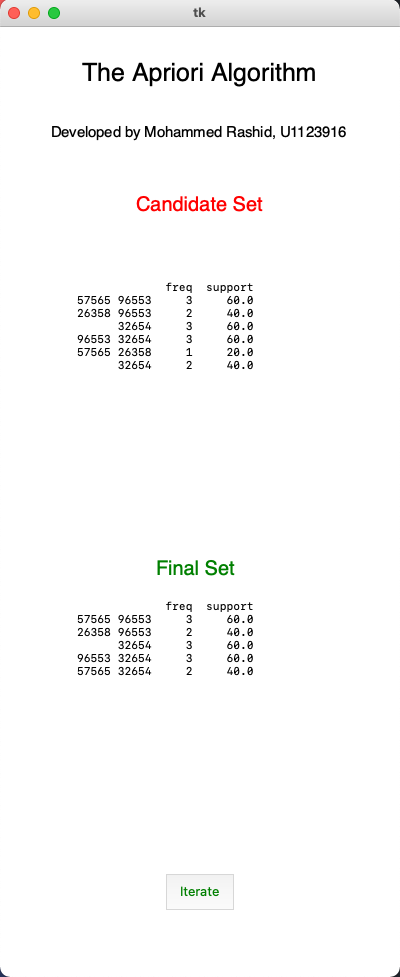 tk
The Apriori Algorithm
Developed by Mohammed Rashid, U1123916
Candidate Set
freq support
57565 96553 3 60.0
26358 96553 2 40.0
32654 3 60.0
96553 32654 3 60.0
57565 26358 1 20.0
32654 2 40.0
Final Set
freq support
57565 96553 3 60.0
26358 96553 2 40.0
32654 3 60.0
96553 32654 3 60.0
57565 32654 2 40.0
Iterate